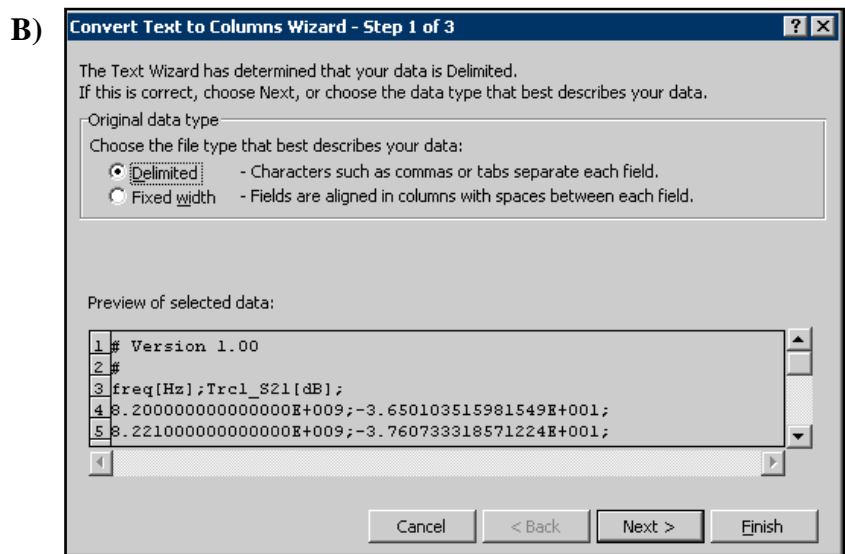 B)
Convert Text to Columns Wizard - Step 1 of 3
The Text Wizard has determined that your data is Delimited.
If this is correct, choose Next, or choose the data type that best describes your data.
Original data type
Choose the file type that best describes your data:
Delimited - Characters such as commas or tabs separate each field.
Fixed width - Fields are aligned in columns with spaces between each field.
Preview of selected data:
1 # Version 1.00
2 #
3 freq[Hz];Trc1_S21[dB];
4 8.200000000000000E+009;-3.650103515981549E+001;
5 8.221000000000000E+009;-3.760733318571224E+001;
Cancel < Back Next > Finish